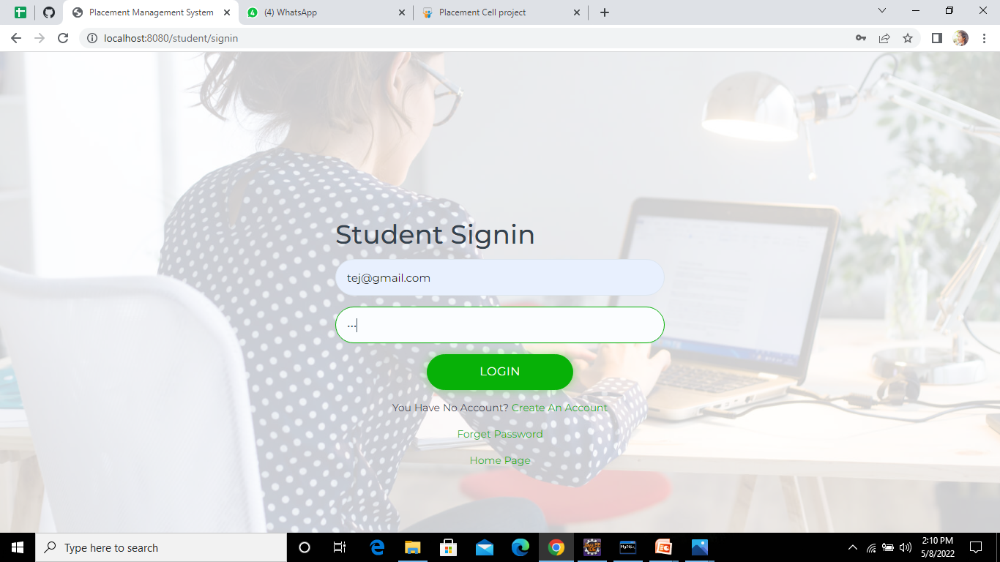 Placement Management System
(4) WhatsApp
Placement Cell project
localhost:8080/student/signin
Student Signin
tej@gmail.com
...
LOGIN
You Have No Account? Create An Account
Forget Password
Home Page
Type here to search
2:10 PM
5/8/2022